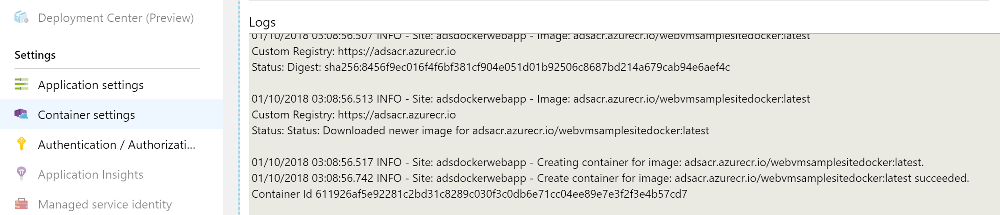 Deployment Center (Preview)
Settings
Application settings
Container settings
Authentication / Authorizati...
Application Insights
Managed service identity
Logs
01/10/2018 03:08:56.507 INFO - Site: adsdockerwebapp - Image: adsacr.azurecr.io/webvmsamplesitedocker:latest
Custom Registry: https://adsacr.azurecr.io
Status: Digest: sha256:8456f9ec016f4f6bf381cf904e051d01b92506c8687bd214a679cab94e6aef4c
01/10/2018 03:08:56.513 INFO - Site: adsdockerwebapp - Image: adsacr.azurecr.io/webvmsamplesitedocker:latest
Custom Registry: https://adsacr.azurecr.io
Status: Status: Downloaded newer image for adsacr.azurecr.io/webvmsamplesitedocker:latest
01/10/2018 03:08:56.517 INFO - Site: adsdockerwebapp - Creating container for image: adsacr.azurecr.io/webvmsamplesitedocker:latest.
01/10/2018 03:08:56.742 INFO - Site: adsdockerwebapp - Create container for image: adsacr.azurecr.io/webvmsamplesitedocker:latest succeeded.
Container Id 611926af5e92281c2bd31c8289c030f3c0db6e71cc04ee89e7e3f2f3e4b57cd7